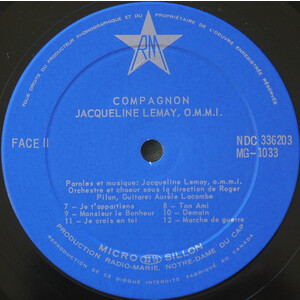 TOUS DROITS DU PRODUCTEUR PHONOGRAPHIQUE ET DU PROPRIÉTAIRE DE L'OEUVRE ENREGISTRÉE RÉSERVÉS
RM
COMPAGNON
JACQUELINE LEMAY, O.M.M.I.
FACE II
NDC 336203
MG-1033
Paroles et musique: Jacqueline Lemay, o.m.m.i.
Orchestre et choeur sous la direction de Roger
Pilon, Guitare: Aurèle Lacombe
7 - Je t'appartiens
8 - Ton Ami
9 - Monsieur le Bonheur
10 - Demain
11 - Je crois en toi
12 - Marche de guerre
MICRO SILLON
PRODUCTION RADIO-MARIE, NOTRE-DAME DU CAP
FABRIQUÉ AU CANADA